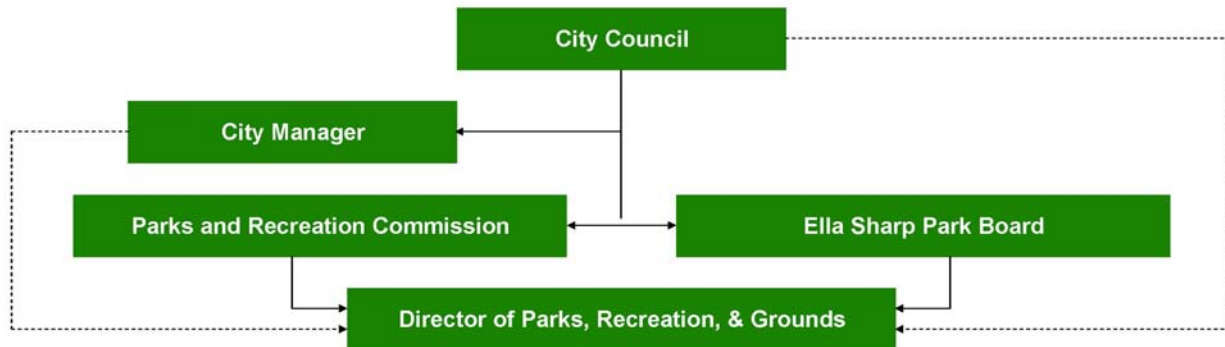 City Council
City Manager
Parks and Recreation Commission
Ella Sharp Park Board
Director of Parks, Recreation, & Grounds